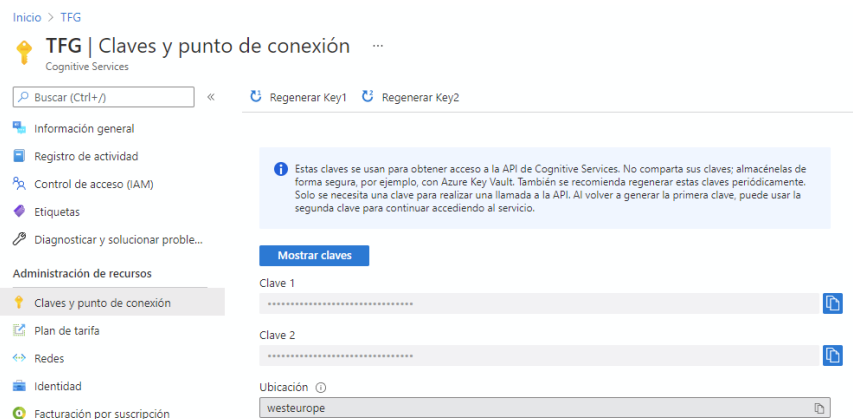 Inicio > TFG
TFG | Claves y punto de conexión ...
Cognitive Services
Buscar (Ctrl+/) «
Regenerar Key1 Regenerar Key2
Información general
Registro de actividad
Control de acceso (IAM)
Etiquetas
Diagnosticar y solucionar proble...
Administración de recursos
Claves y punto de conexión
Plan de tarifa
Redes
Identidad
Facturación por suscripción
Estas claves se usan para obtener acceso a la API de Cognitive Services. No comparta sus claves; almacénelas de
forma segura, por ejemplo, con Azure Key Vault. También se recomienda regenerar estas claves periódicamente.
Solo se necesita una clave para realizar una llamada a la API. Al volver a generar la primera clave, puede usar la
segunda clave para continuar accediendo al servicio.
Mostrar claves
Clave 1
••••••••••••••••••••••••••••••••
Clave 2
••••••••••••••••••••••••••••••••
Ubicación
westeurope